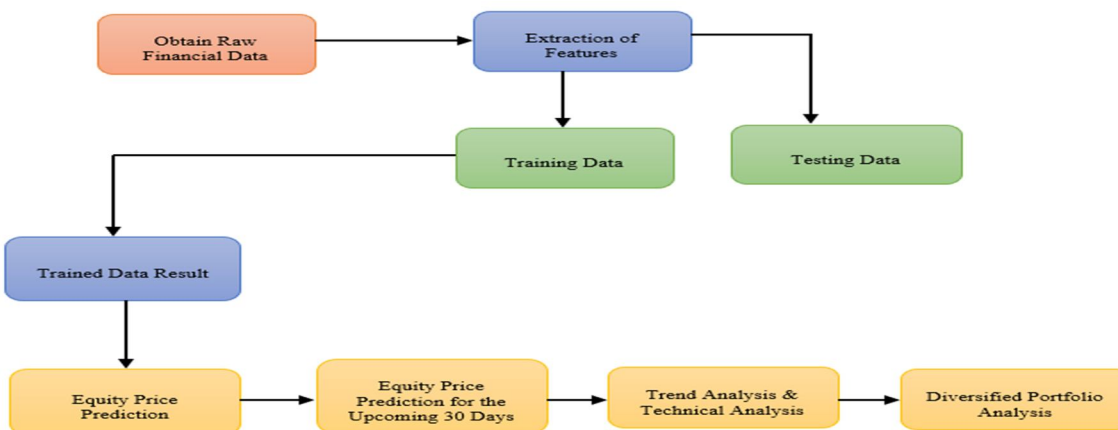 Obtain Raw
Financial Data
Extraction of
Features
Training Data
Testing Data
Trained Data Result
Equity Price
Prediction
Equity Price
Prediction for the
Upcoming 30 Days
Trend Analysis &
Technical Analysis
Diversified Portfolio
Analysis